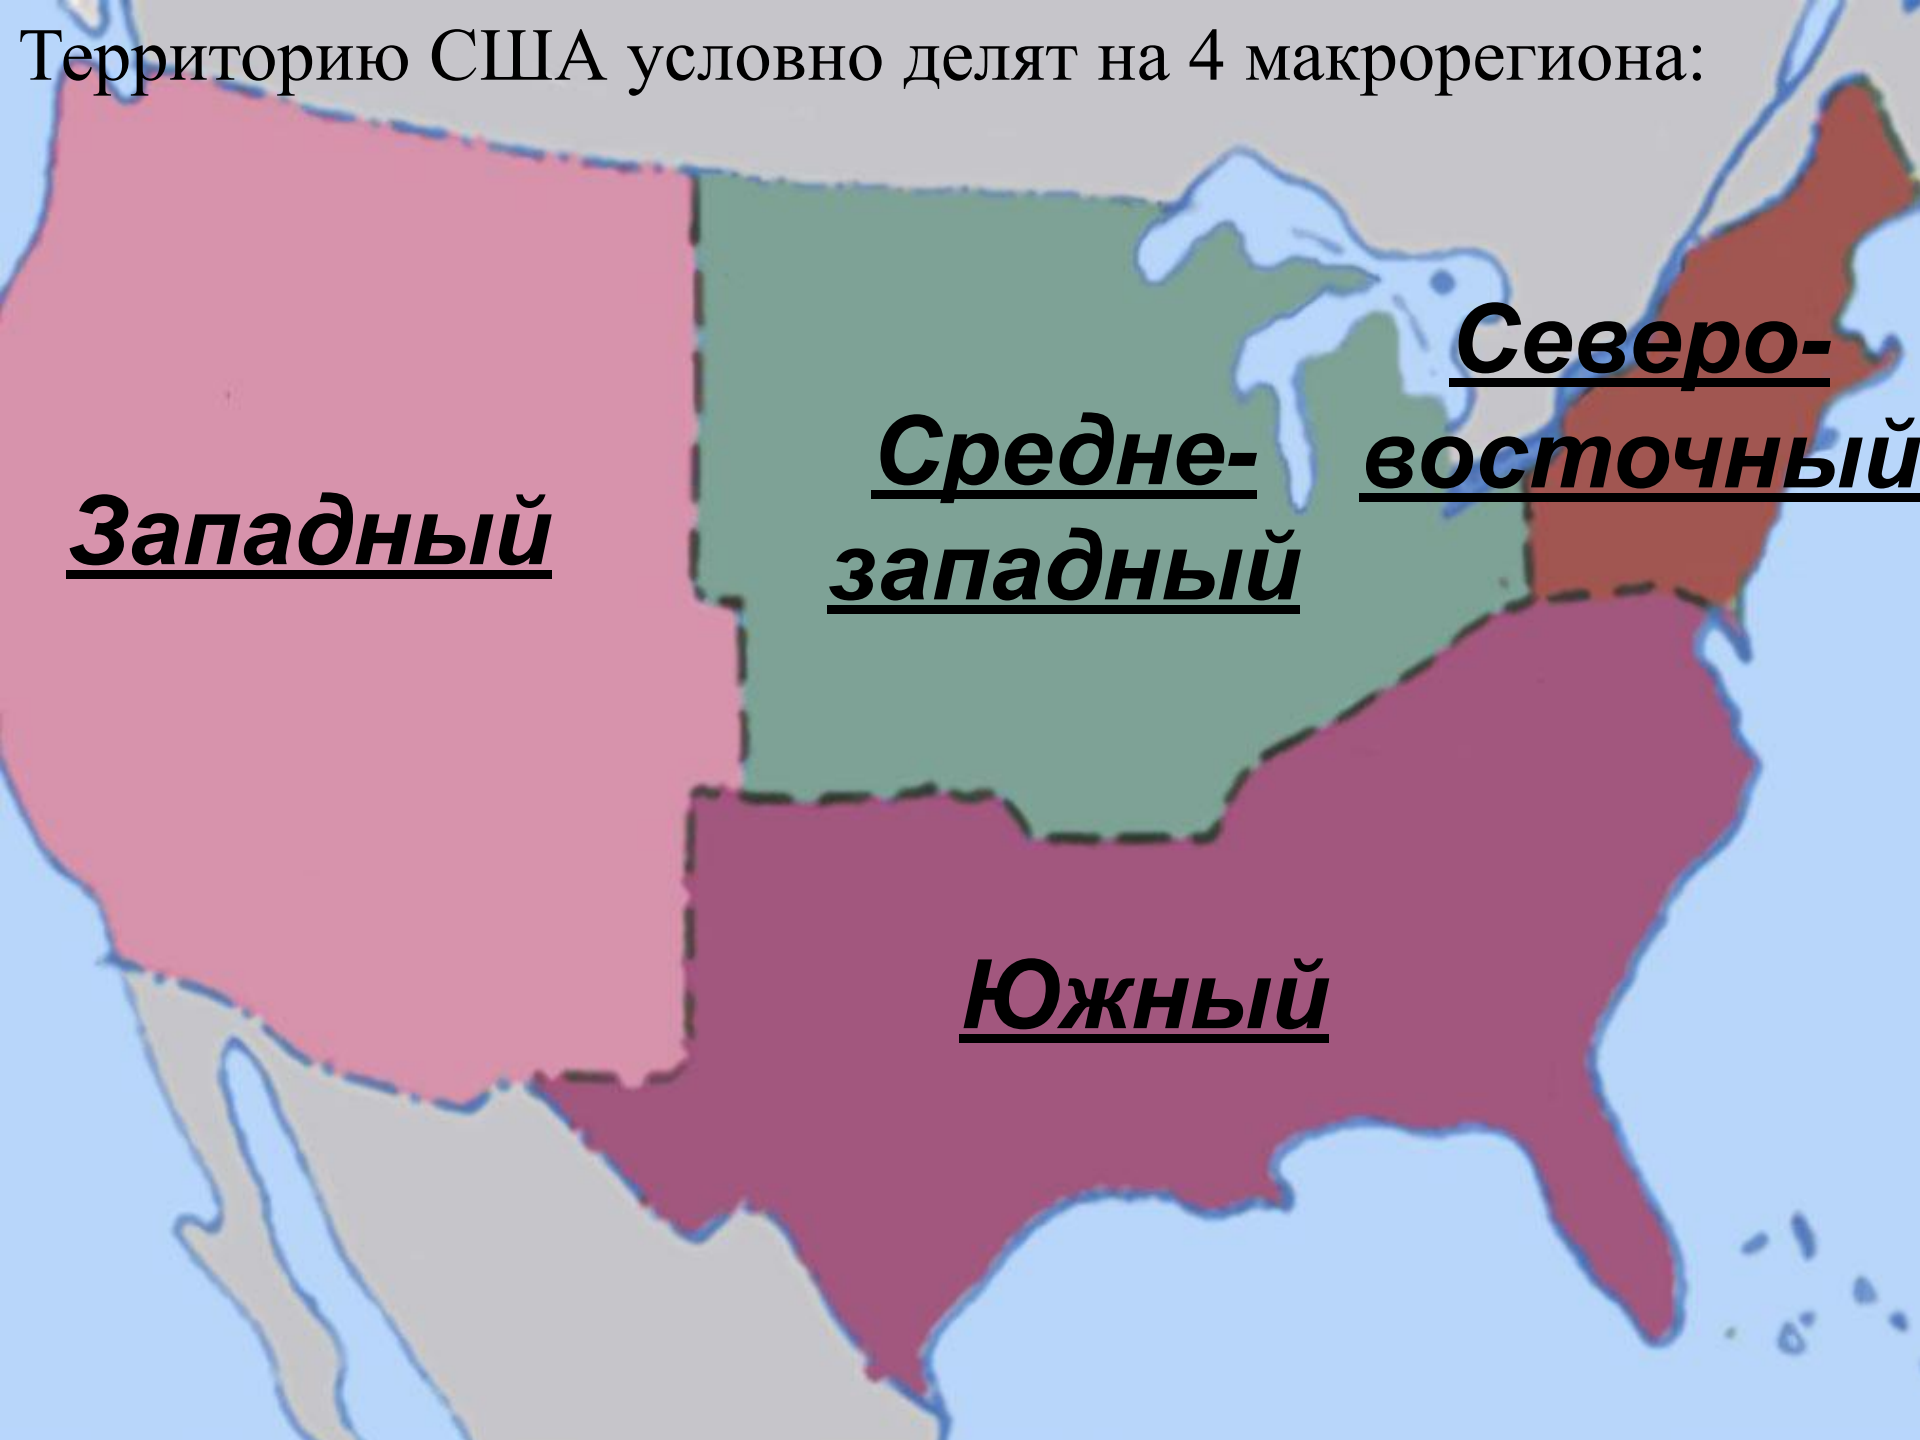 Территорию США условно делят на 4 макрорегиона:
Северо-
восточный
Средне-
западный
Западный
Южный